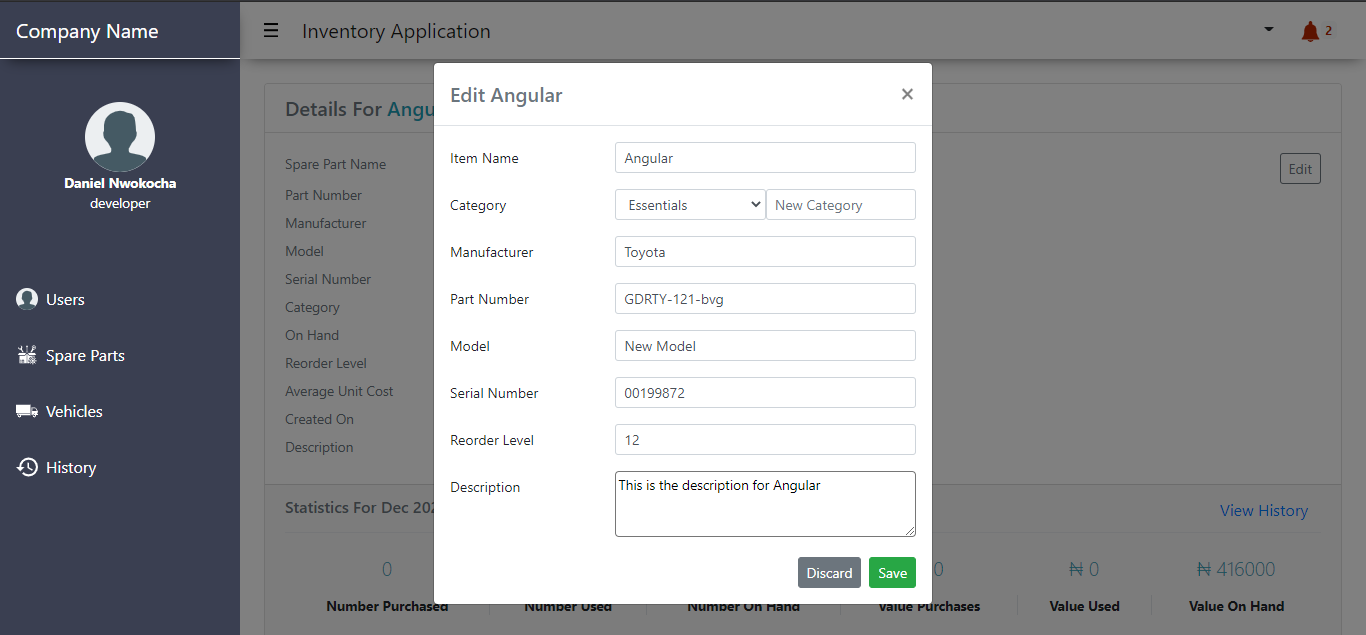 Company Name
Inventory Application
2
Daniel Nwokocha
developer
Users
Spare Parts
Vehicles
History
Details For
Spare Part Name
Part Number
Manufacturer
Model
Serial Number
Category
On Hand
Reorder Level
Average Unit Cost
Created On
Description
Edit
Edit Angular
×
Item Name Angular
Category Essentials New Category
Manufacturer Toyota
Part Number GDRTY-121-bvg
Model New Model
Serial Number 00199872
Reorder Level 12
Description This is the description for Angular
Discard Save
Statistics For Dec
View History
0 0 ₦ 0 ₦ 416000
Number Purchased Number Used Number On Hand Value Purchases Value Used Value On Hand